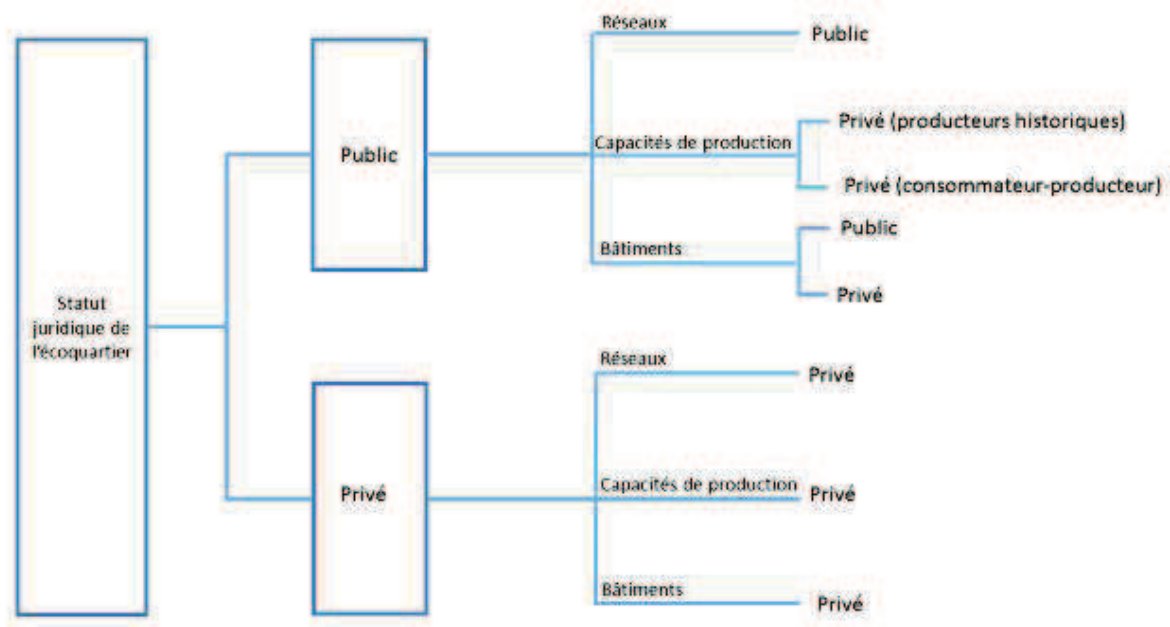 Statut
juridique de
l'écoquartier
Public
Réseaux
Public
Capacités de production
Privé (producteurs historiques)
Privé (consommateur-producteur)
Bâtiments
Public
Privé
Privé
Réseaux
Privé
Capacités de production
Privé
Bâtiments
Privé